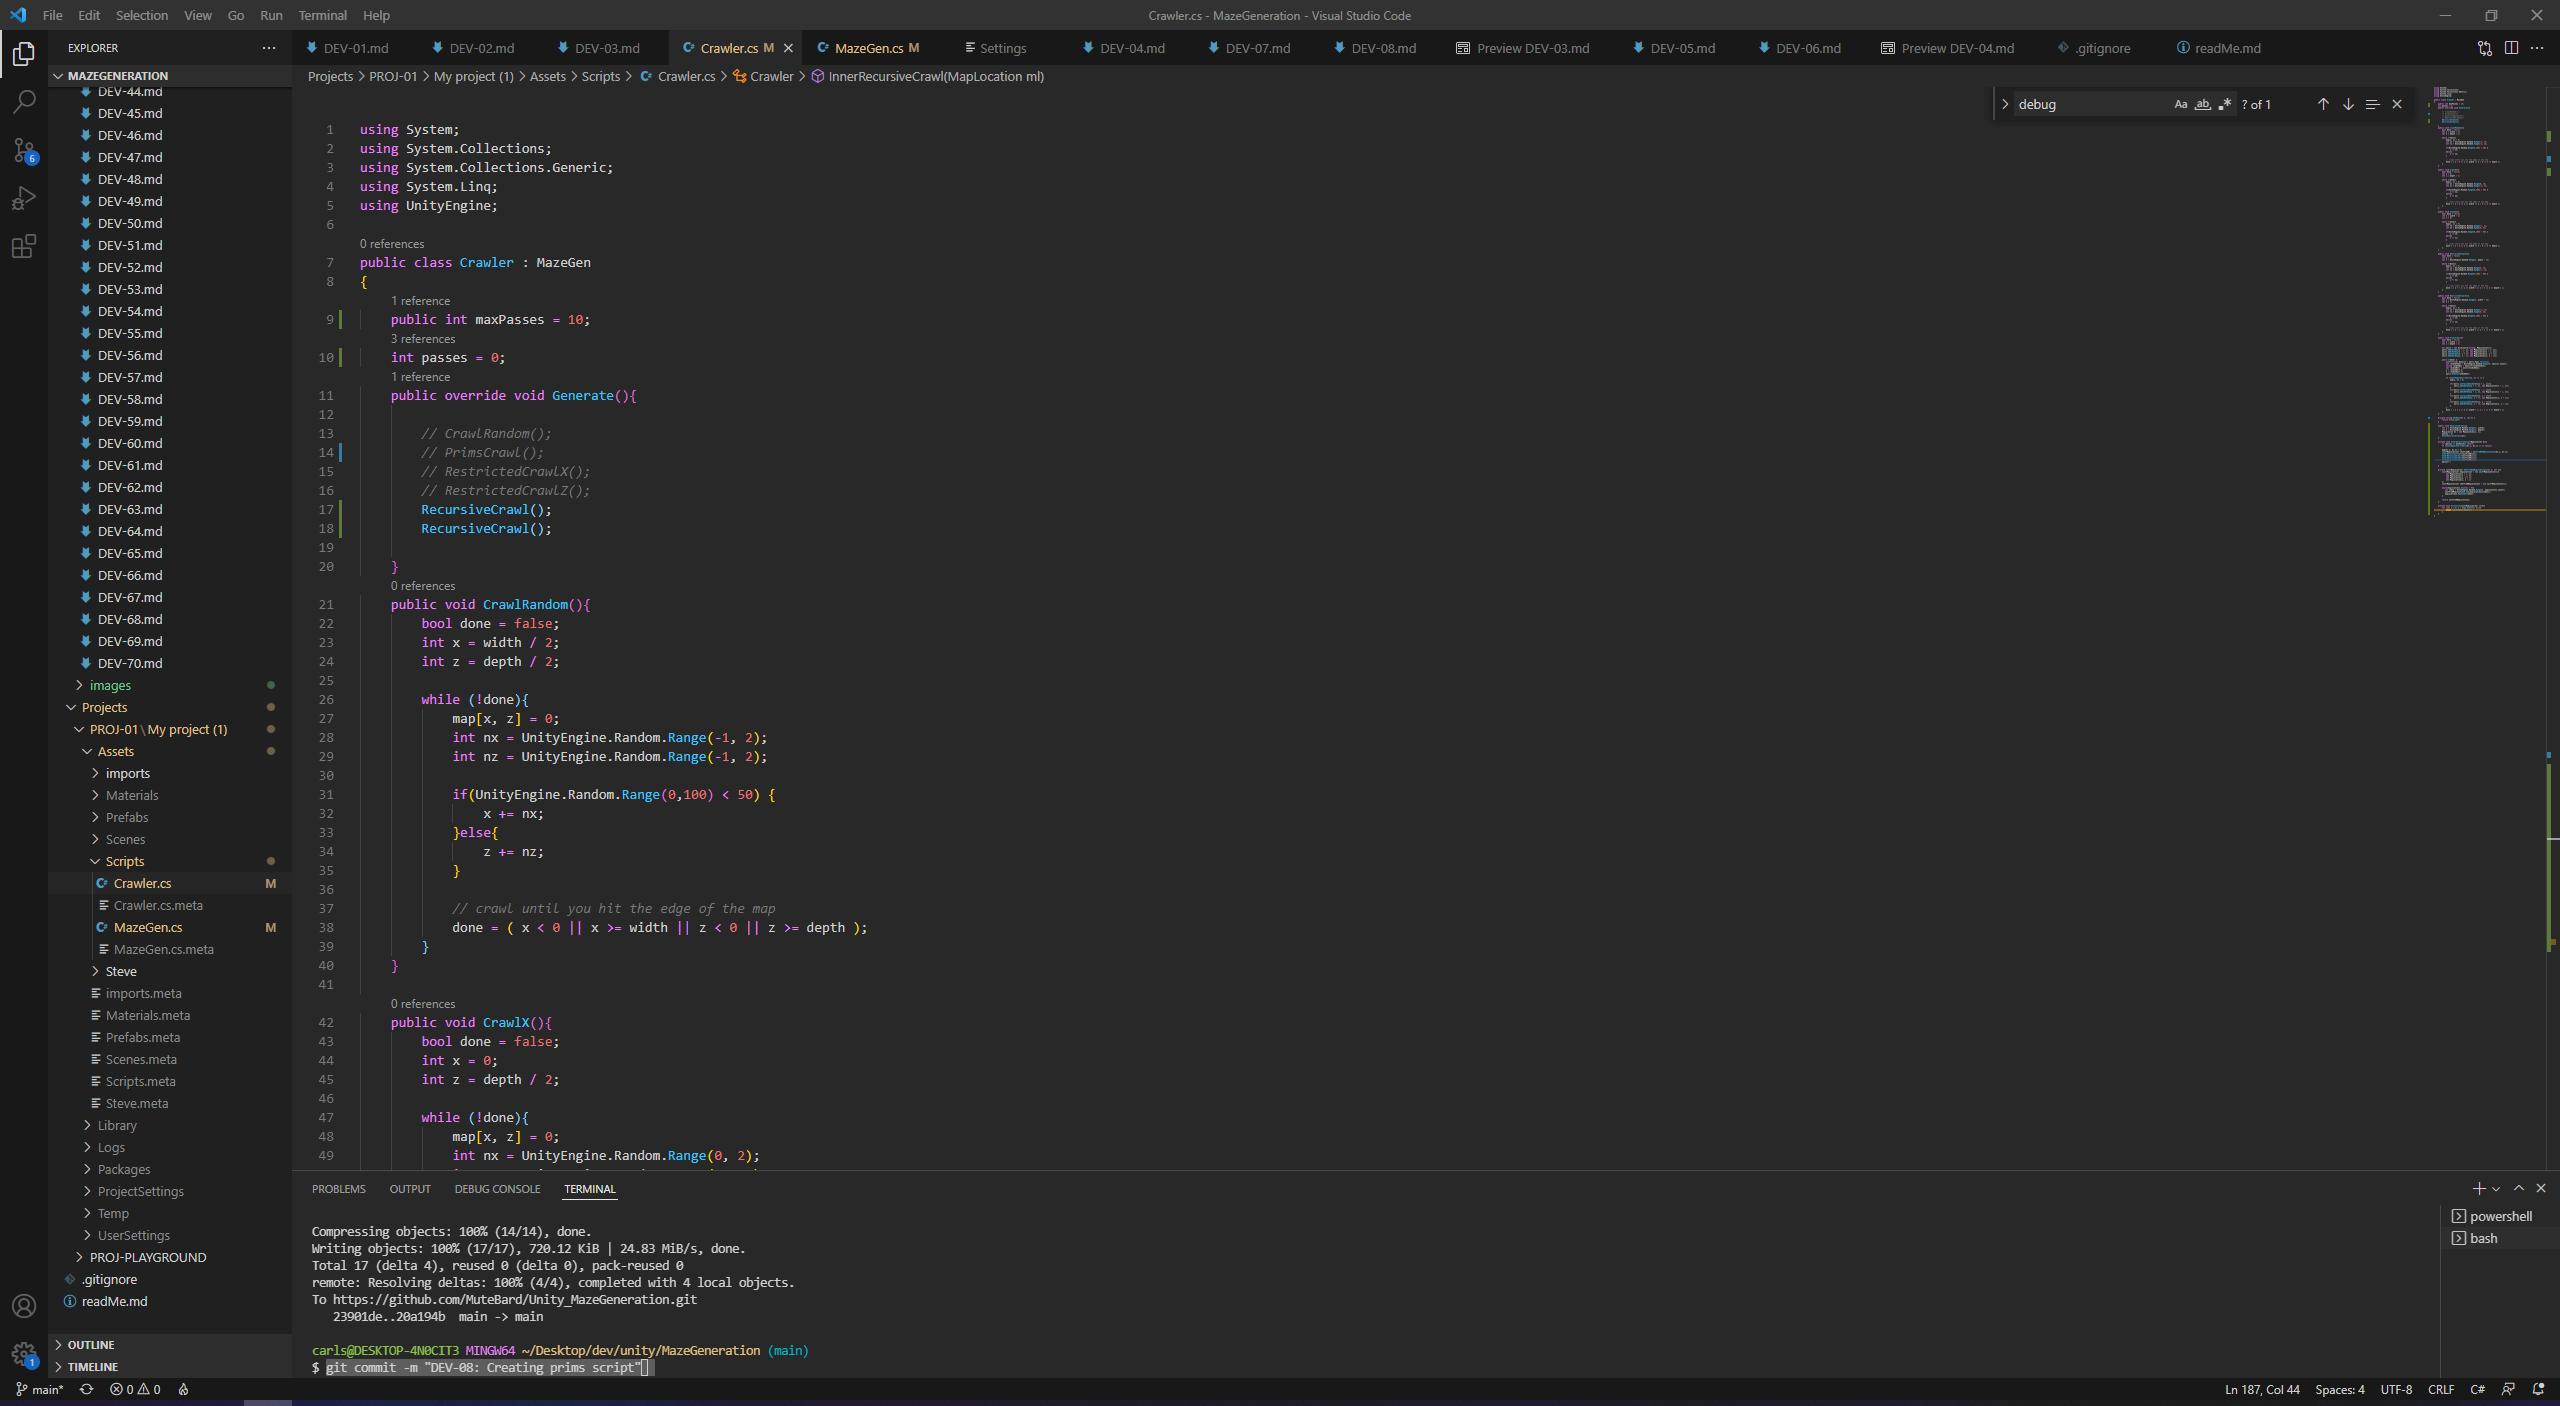 File Edit Selection View Go Run Terminal Help
Crawler.cs - MazeGeneration - Visual Studio Code
EXPLORER
DEV-01.md DEV-02.md DEV-03.md Crawler.cs M MazeGen.cs M Settings DEV-04.md DEV-07.md DEV-08.md Preview DEV-03.md DEV-05.md DEV-06.md Preview DEV-04.md .gitignore readMe.md
MAZEGENERATION
Projects > PROJ-01 > My project (1) > Assets > Scripts > Crawler.cs > Crawler > InnerRecursiveCrawl(MapLocation ml)
debug
Aa ab ? of 1
DEV-44.md
DEV-45.md
DEV-46.md
DEV-47.md
DEV-48.md
DEV-49.md
DEV-50.md
DEV-51.md
DEV-52.md
DEV-53.md
DEV-54.md
DEV-55.md
DEV-56.md
DEV-57.md
DEV-58.md
DEV-59.md
DEV-60.md
DEV-61.md
DEV-62.md
DEV-63.md
DEV-64.md
DEV-65.md
DEV-66.md
DEV-67.md
DEV-68.md
DEV-69.md
DEV-70.md
images
Projects
PROJ-01\My project (1)
Assets
imports
Materials
Prefabs
Scenes
Scripts
Crawler.cs M
Crawler.cs.meta
MazeGen.cs M
MazeGen.cs.meta
Steve
imports.meta
Materials.meta
Prefabs.meta
Scenes.meta
Scripts.meta
Steve.meta
Library
Logs
Packages
ProjectSettings
Temp
UserSettings
PROJ-PLAYGROUND
.gitignore
readMe.md
OUTLINE
TIMELINE
6
1
1 using System;
2 using System.Collections;
3 using System.Collections.Generic;
4 using System.Linq;
5 using UnityEngine;
6
0 references
7 public class Crawler : MazeGen
8 {
1 reference
9 public int maxPasses = 10;
3 references
10 int passes = 0;
1 reference
11 public override void Generate(){
12
13 // CrawlRandom();
14 // PrimsCrawl();
15 // RestrictedCrawlX();
16 // RestrictedCrawlZ();
17 RecursiveCrawl();
18 RecursiveCrawl();
19
20 }
0 references
21 public void CrawlRandom(){
22 bool done = false;
23 int x = width / 2;
24 int z = depth / 2;
25
26 while (!done){
27 map[x, z] = 0;
28 int nx = UnityEngine.Random.Range(-1, 2);
29 int nz = UnityEngine.Random.Range(-1, 2);
30
31 if(UnityEngine.Random.Range(0,100) < 50) {
32 x += nx;
33 }else{
34 z += nz;
35 }
36
37 // crawl until you hit the edge of the map
38 done = ( x < 0 || x >= width || z < 0 || z >= depth );
39 }
40 }
41
0 references
42 public void CrawlX(){
43 bool done = false;
44 int x = 0;
45 int z = depth / 2;
46
47 while (!done){
48 map[x, z] = 0;
49 int nx = UnityEngine.Random.Range(0, 2);
PROBLEMS OUTPUT DEBUG CONSOLE TERMINAL
powershell
bash
Compressing objects: 100% (14/14), done.
Writing objects: 100% (17/17), 720.12 KiB | 24.83 MiB/s, done.
Total 17 (delta 4), reused 0 (delta 0), pack-reused 0
remote: Resolving deltas: 100% (4/4), completed with 4 local objects.
To https://github.com/MuteBard/Unity_MazeGeneration.git
23901de..20a194b main -> main
carls@DESKTOP-4N0CIT3 MINGW64 ~/Desktop/dev/unity/MazeGeneration (main)
$ git commit -m "DEV-08: Creating prims script"
main* 0 0
Ln 187, Col 44 Spaces: 4 UTF-8 CRLF C#